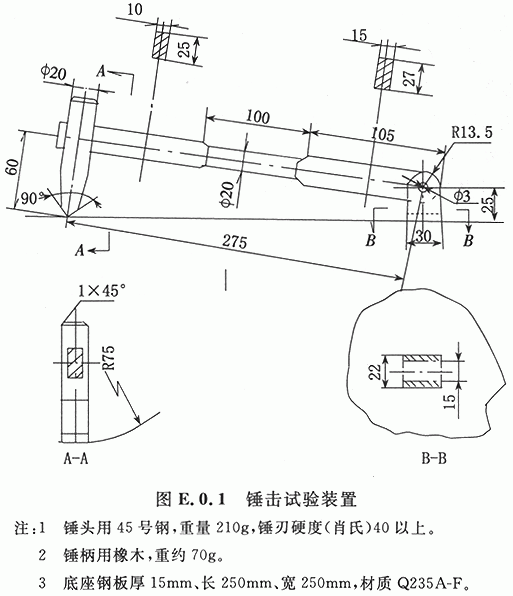 10
15
25
27
φ20
A
100
105
R13.5
60
φ20
90°
φ3
25
A
B
30
B
275
1×45°
R75
22
15
A-A
B-B
图 E.0.1 锤击试验装置
注:1 锤头用 45 号钢,重量 210g,锤刃硬度(肖氏)40 以上。
2 锤柄用橡木,重约 70g。
3 底座钢板厚 15mm、长 250mm、宽 250mm,材质 Q235A-F。